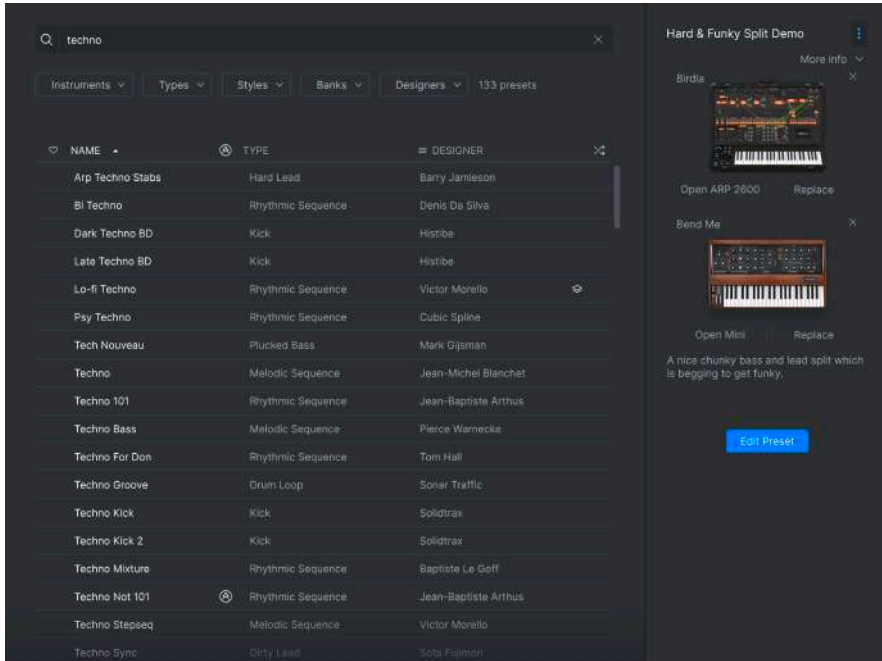 techno
Instruments Types Styles Banks Designers 133 presets
NAME TYPE DESIGNER
Arp Techno Stabs Hard Lead Barry Jamieson
BI Techno Rhythmic Sequence Denis Da Silva
Dark Techno BD Kick Histibe
Late Techno BD Kick Histibe
Lo-fi Techno Rhythmic Sequence Victor Morello
Psy Techno Rhythmic Sequence Cubic Spline
Tech Nouveau Plucked Bass Mark Gijsman
Techno Melodic Sequence Jean-Michel Blanchet
Techno 101 Rhythmic Sequence Jean-Baptiste Arthus
Techno Bass Melodic Sequence Pierce Warnecke
Techno For Don Rhythmic Sequence Tom Hall
Techno Groove Drum Loop Sonar Traffic
Techno Kick Kick Solidtrax
Techno Kick 2 Kick Solidtrax
Techno Mixture Rhythmic Sequence Baptiste Le Goff
Techno Not 101 Rhythmic Sequence Jean-Baptiste Arthus
Techno Stepseq Melodic Sequence Victor Morello
Techno Sync Dirty Lead Sota Fujimori
Hard & Funky Split Demo
More info
Birdla
Open ARP 2600 Replace
Bend Me
Open Mini Replace
A nice chunky bass and lead split which
is begging to get funky.
Edit Preset